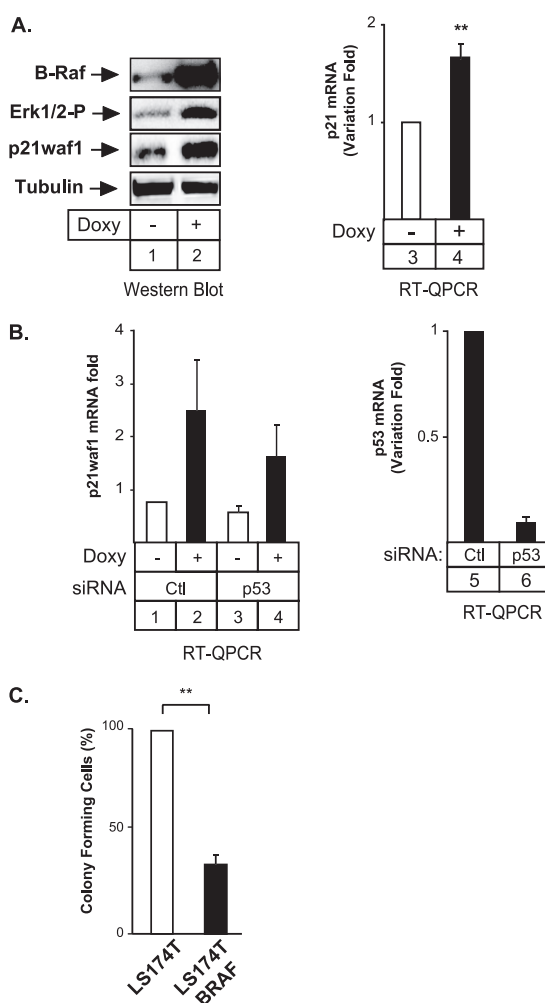 A.
B-Raf
Erk1/2-P
p21waf1
Tubulin
Doxy - +
1 2
Western Blot
p21 mRNA
(Variation Fold)
2
1
0
**
Doxy - +
3 4
RT-QPCR
B.
p21waf1 mRNA fold
4
3
2
1
Doxy - + - +
siRNA Ctl p53
1 2 3 4
RT-QPCR
p53 mRNA
(Variation Fold)
1
0.5
siRNA: Ctl p53
5 6
RT-QPCR
C.
**
Colony Forming Cells (%)
100
50
0
LS174T
LS174T
BRAF